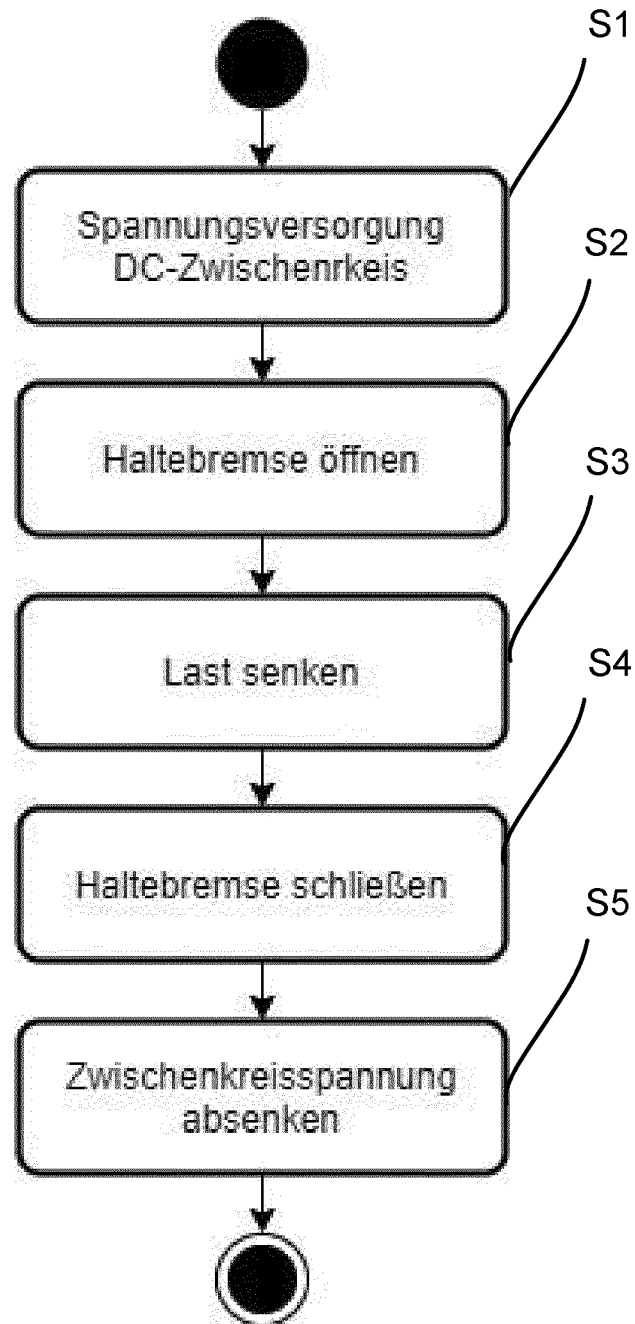 S1
Spannungsversorgung
DC-Zwischenrkeis
S2
Haltebremse öffnen
S3
Last senken
S4
Haltebremse schließen
S5
Zwischenkreisspannung
absenken